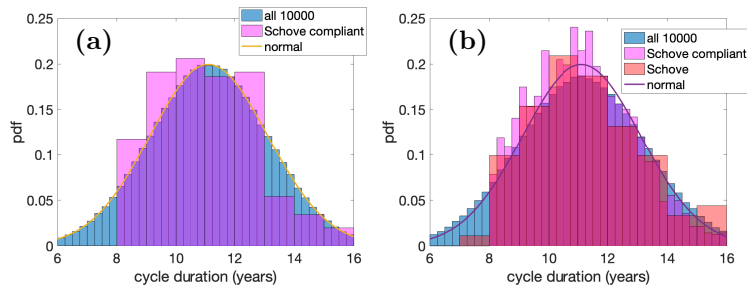 (a)
all 10000
Schove compliant
normal
pdf
0.25
0.2
0.15
0.1
0.05
0
6
8
10
12
14
16
cycle duration (years)
(b)
all 10000
Schove compliant
Schove
normal
pdf
0.25
0.2
0.15
0.1
0.05
0
6
8
10
12
14
16
cycle duration (years)